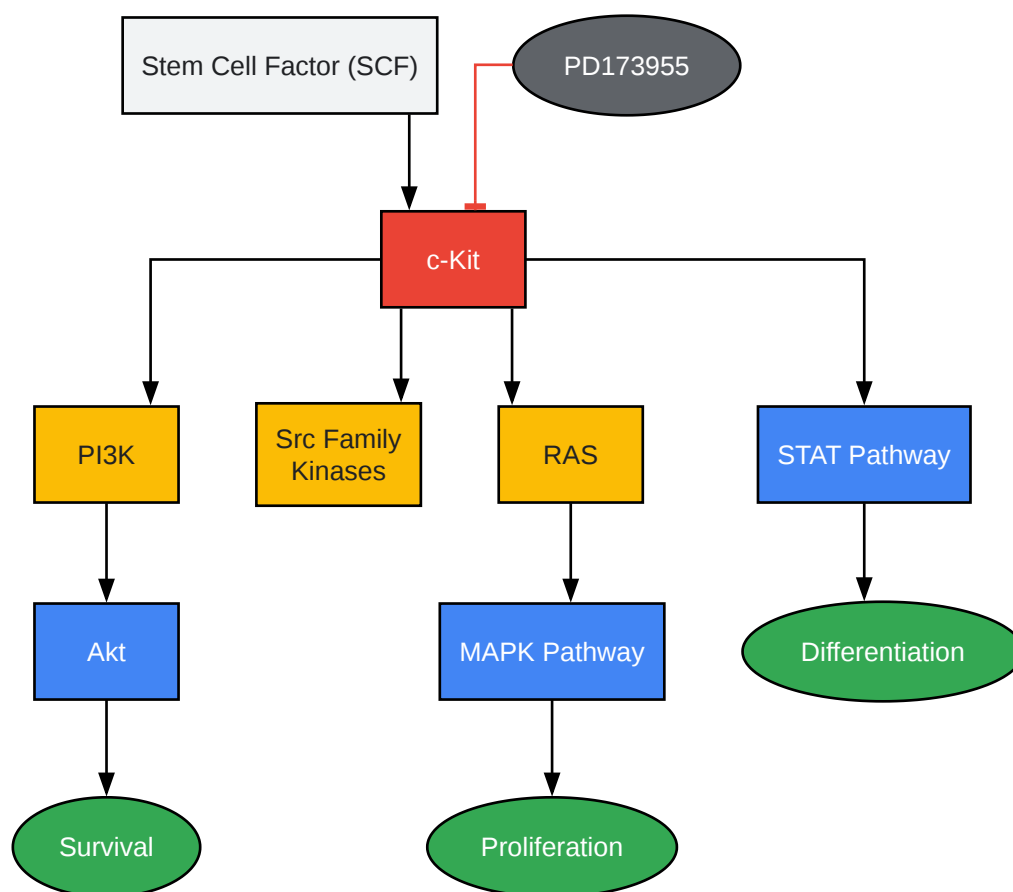 Stem Cell Factor (SCF)
PD173955
c-Kit
PI3K
Src Family
Kinases
RAS
STAT Pathway
Akt
MAPK Pathway
Differentiation
Survival
Proliferation